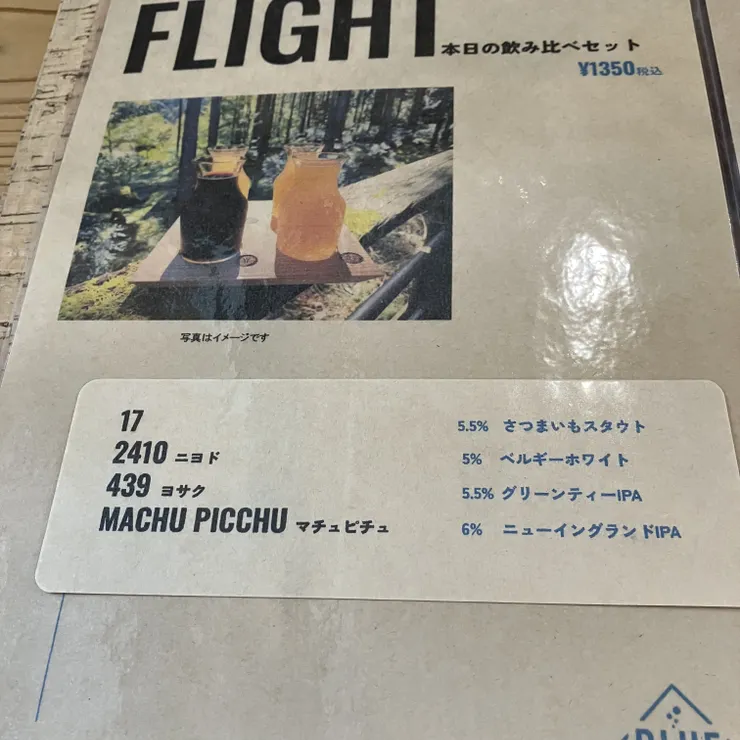 FLIGHT 本日の飲み比べセット
¥1350税込
写真はイメージです
17 5.5% さつまいもスタウト
2410 ニヨド 5% ベルギーホワイト
439 ヨサク 5.5% グリーンティーIPA
MACHU PICCHU マチュピチュ 6% ニューイングランドIPA
BLUE